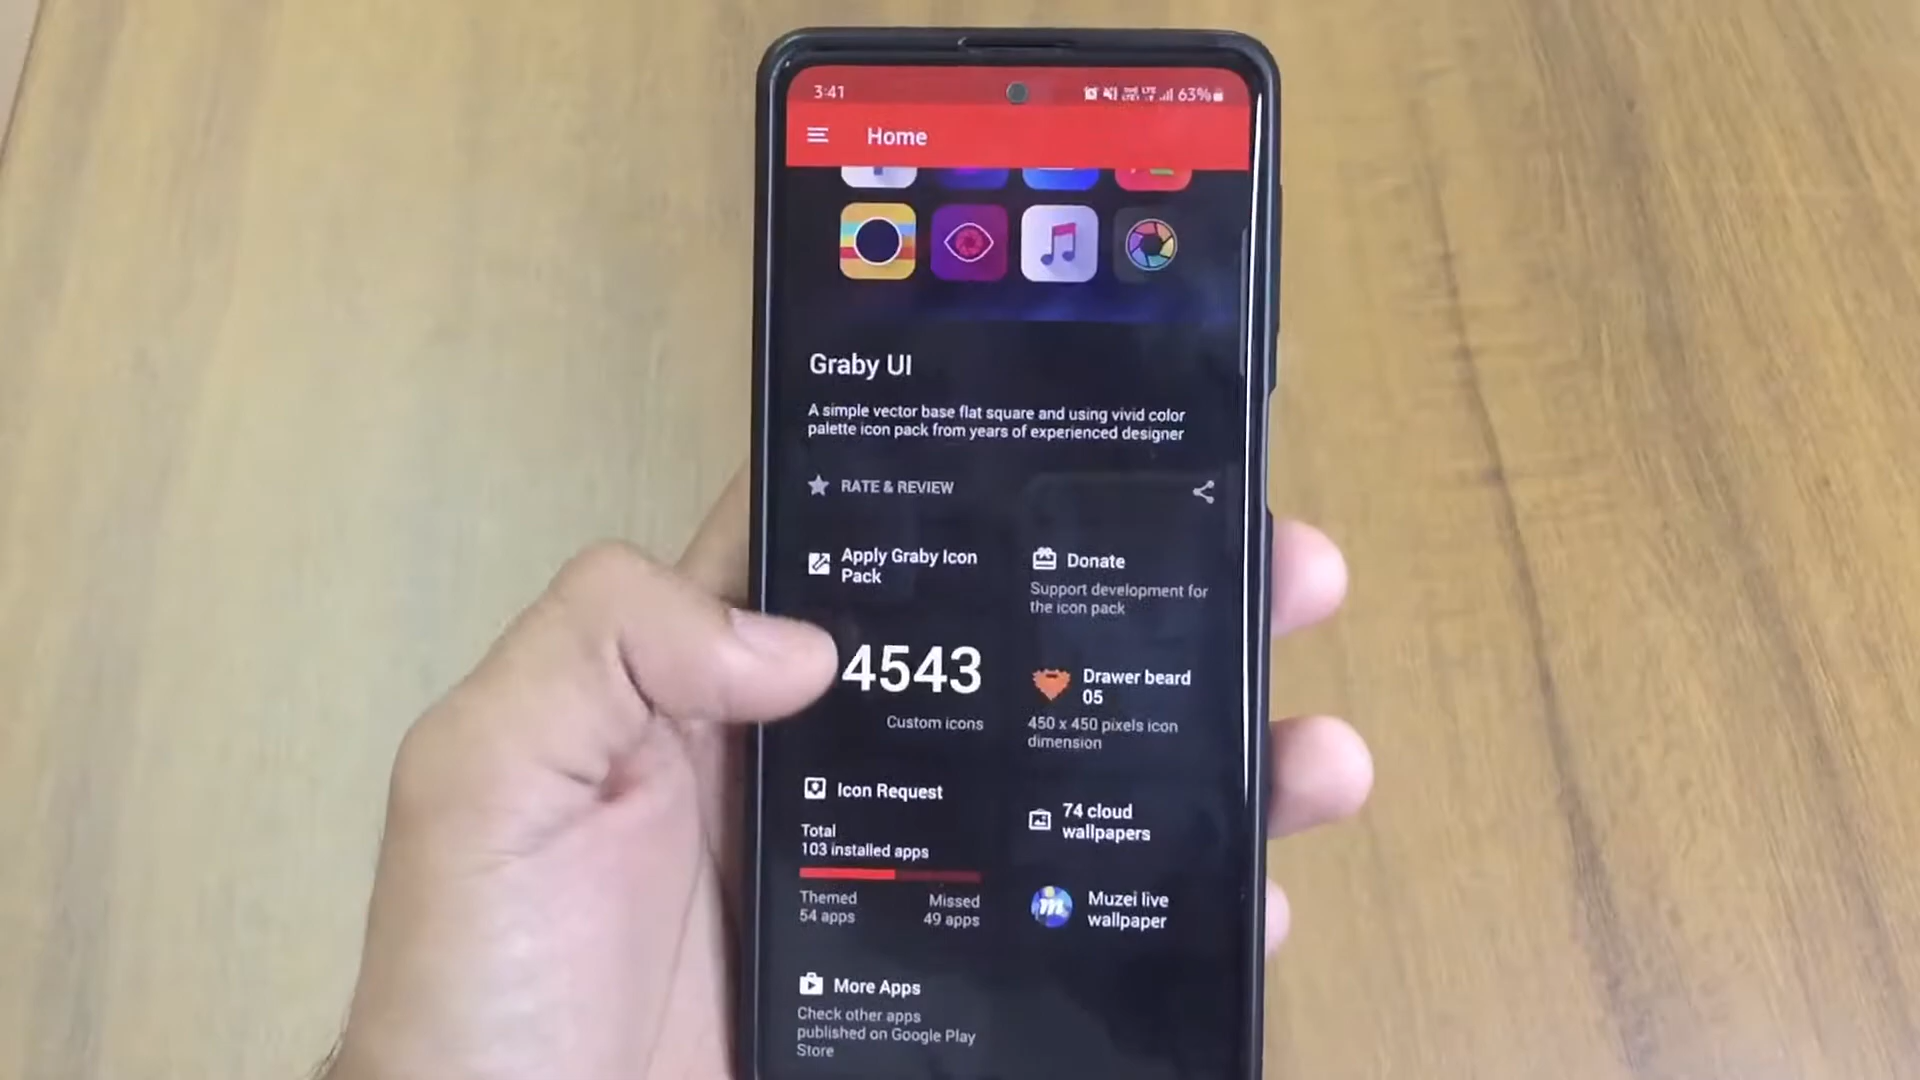 3:41
63%
Home
Graby UI
A simple vector base flat square and using vivid color
palette icon pack from years of experienced designer
RATE & REVIEW
Apply Graby Icon
Pack
Donate
Support development for
the icon pack
4543
Custom icons
Drawer beard
05
450 x 450 pixels icon
dimension
Icon Request
Total
103 installed apps
Themed
54 apps
Missed
49 apps
74 cloud
wallpapers
Muzei live
wallpaper
More Apps
Check other apps
published on Google Play
Store